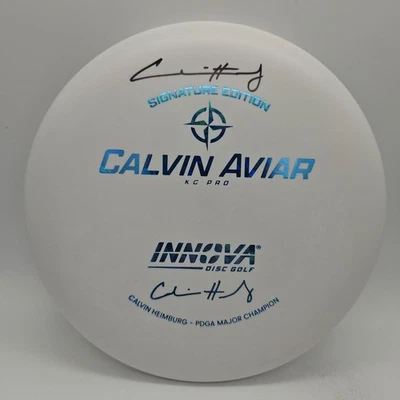 SIGNATURE EDITION
CALVIN AVIAR
KC PRO
INNOVA®
DISC GOLF
CALVIN HEIMBURG - PDGA MAJOR CHAMPION